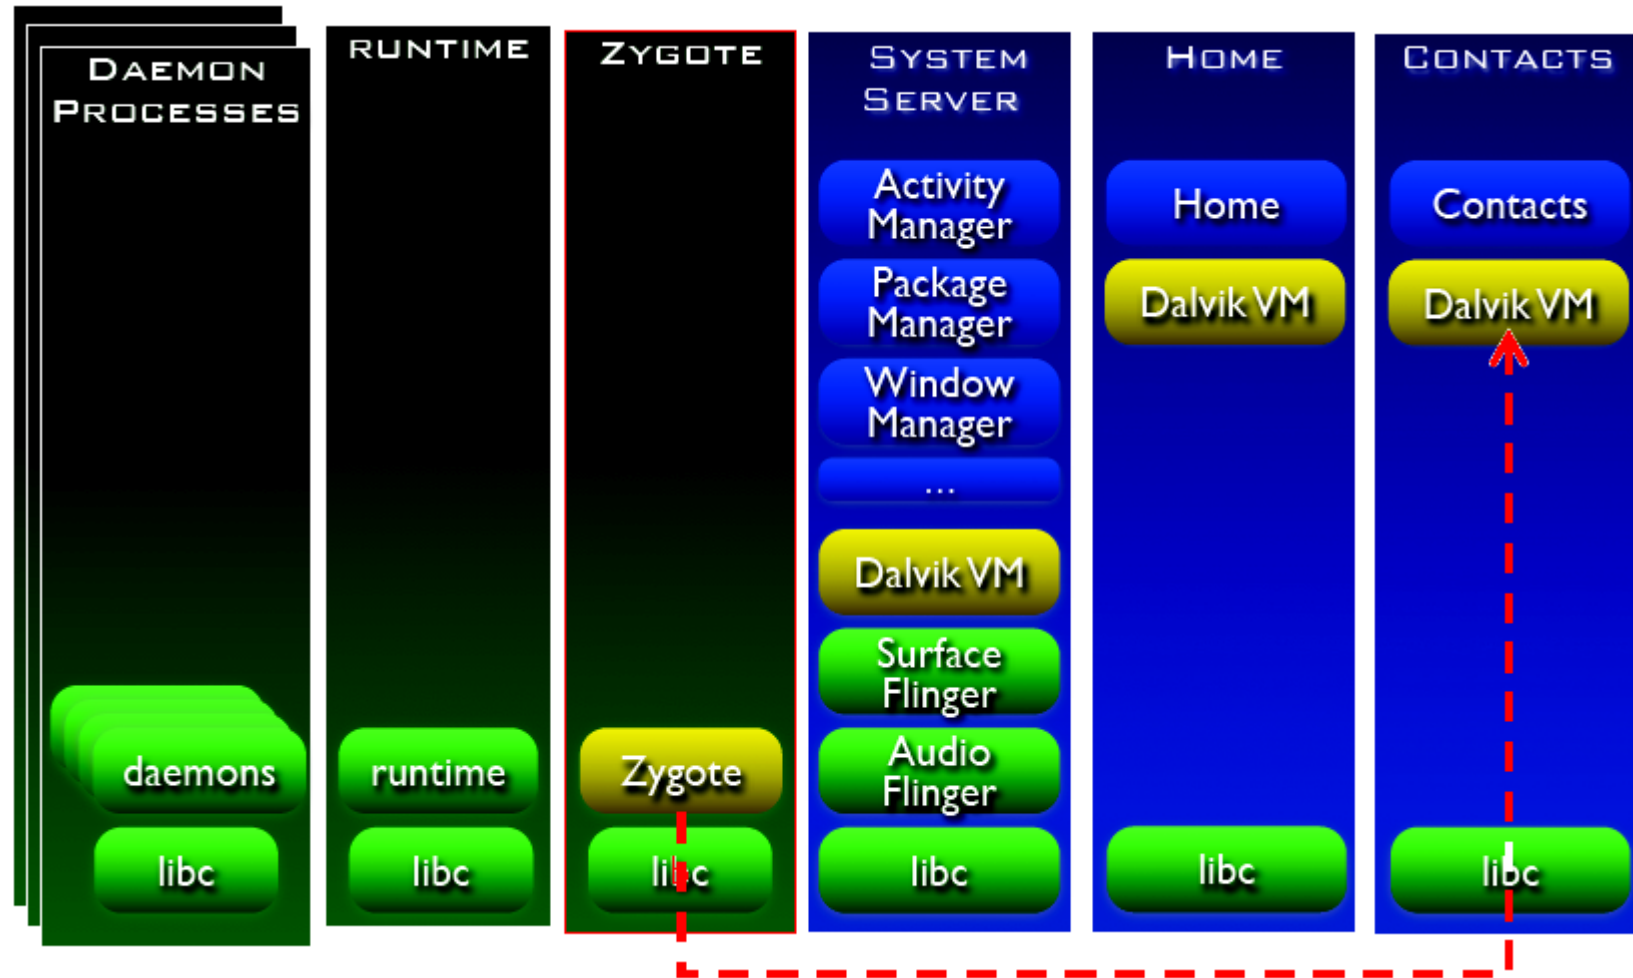 DAEMON
PROCESSES
daemons
libc
RUNTIME
runtime
libc
ZYGOTE
Zygote
libc
SYSTEM
SERVER
Activity
Manager
Package
Manager
Window
Manager
...
Dalvik VM
Surface
Flinger
Audio
Flinger
libc
HOME
Home
Dalvik VM
libc
CONTACTS
Contacts
Dalvik VM
libc